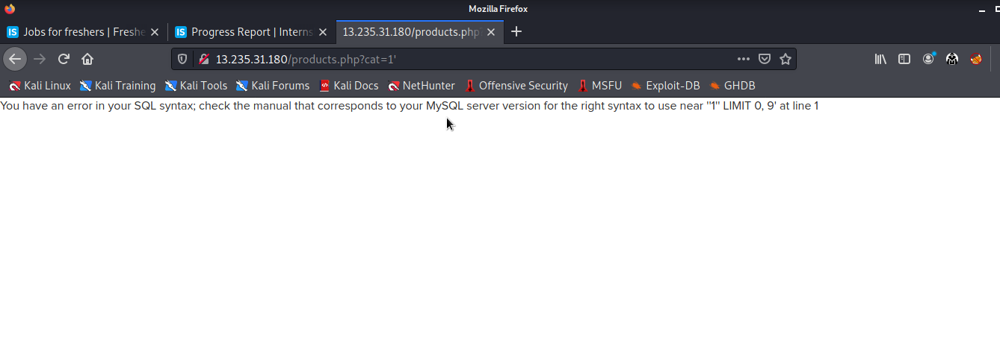 Mozilla Firefox
Jobs for freshers | Freshe
Progress Report | Interns
13.235.31.180/products.php
13.235.31.180/products.php?cat=1'
Kali Linux Kali Training Kali Tools Kali Forums Kali Docs NetHunter Offensive Security MSFU Exploit-DB GHDB
You have an error in your SQL syntax; check the manual that corresponds to your MySQL server version for the right syntax to use near ''1'' LIMIT 0, 9' at line 1